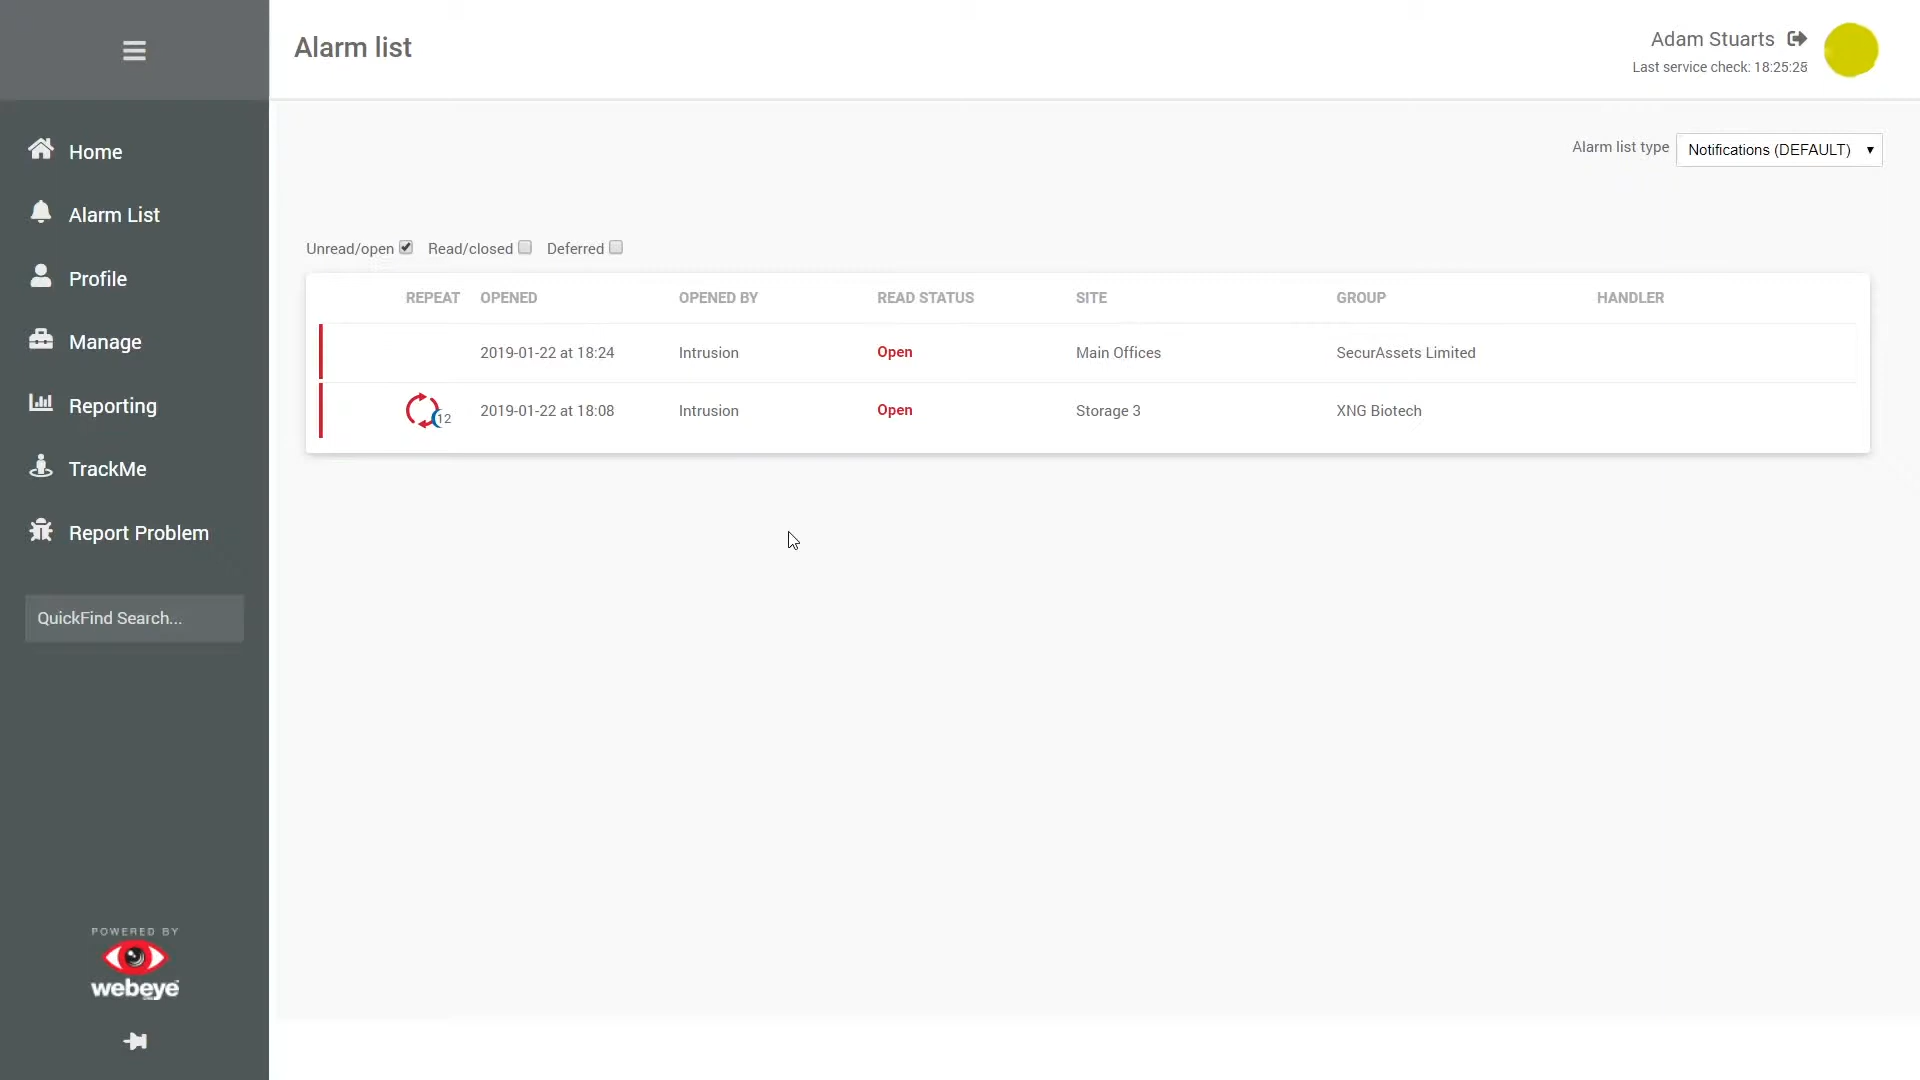 Alarm list
Adam Stuarts
Last service check: 18:25:28
Home
Alarm List
Profile
Manage
Reporting
TrackMe
Report Problem
QuickFind Search...
POWERED BY
webeye
Alarm list type Notifications (DEFAULT)
Unread/open Read/closed Deferred
REPEAT OPENED OPENED BY READ STATUS SITE GROUP HANDLER
2019-01-22 at 18:24 Intrusion Open Main Offices SecurAssets Limited
12 2019-01-22 at 18:08 Intrusion Open Storage 3 XNG Biotech